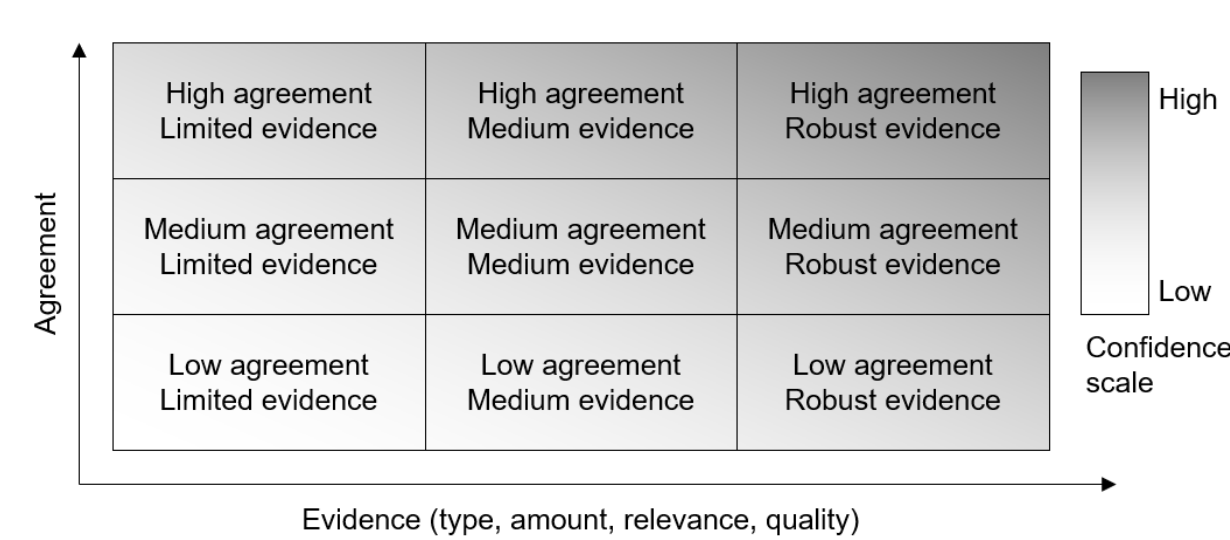 High agreement
Limited evidence
High agreement
Medium evidence
High agreement
Robust evidence
High
Medium agreement
Limited evidence
Medium agreement
Medium evidence
Medium agreement
Robust evidence
Agreement
Low
Low agreement
Limited evidence
Low agreement
Medium evidence
Low agreement
Robust evidence
Confidence
scale
Evidence (type, amount, relevance, quality)